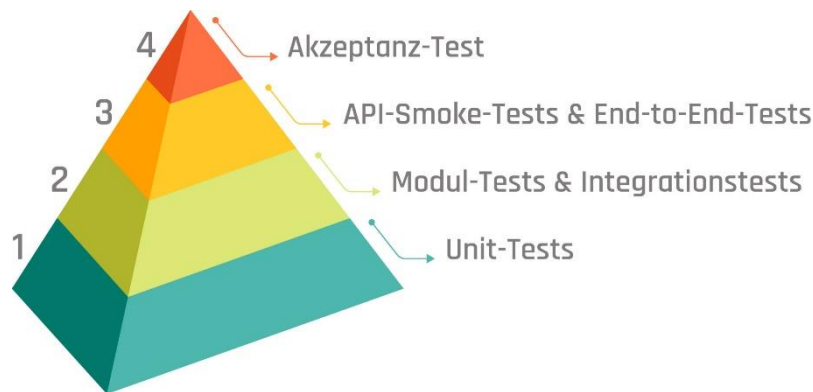 4
Akzeptanz-Test
3
API-Smoke-Tests & End-to-End-Tests
2
Modul-Tests & Integrationstests
1
Unit-Tests